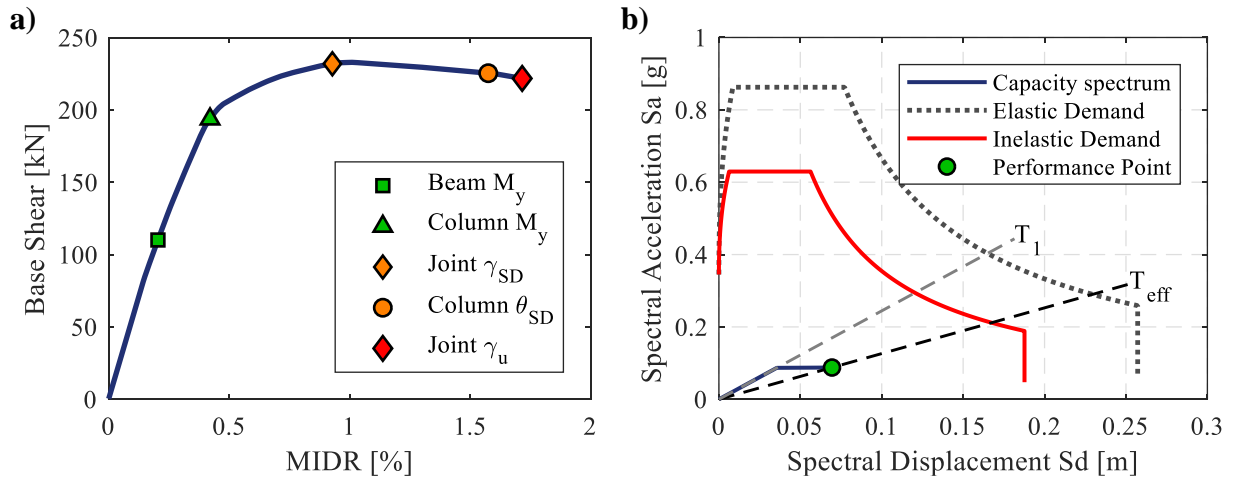 a)
250
200
150
100
50
0
Base Shear [kN]
0
0.5
1
1.5
2
MIDR [%]
Beam M_y
Column M_y
Joint γ_SD
Column θ_SD
Joint γ_u
b)
1
0.8
0.6
0.4
0.2
0
Spectral Acceleration Sa [g]
0
0.05
0.1
0.15
0.2
0.25
0.3
Spectral Displacement Sd [m]
Capacity spectrum
Elastic Demand
Inelastic Demand
Performance Point
T_1
T_eff